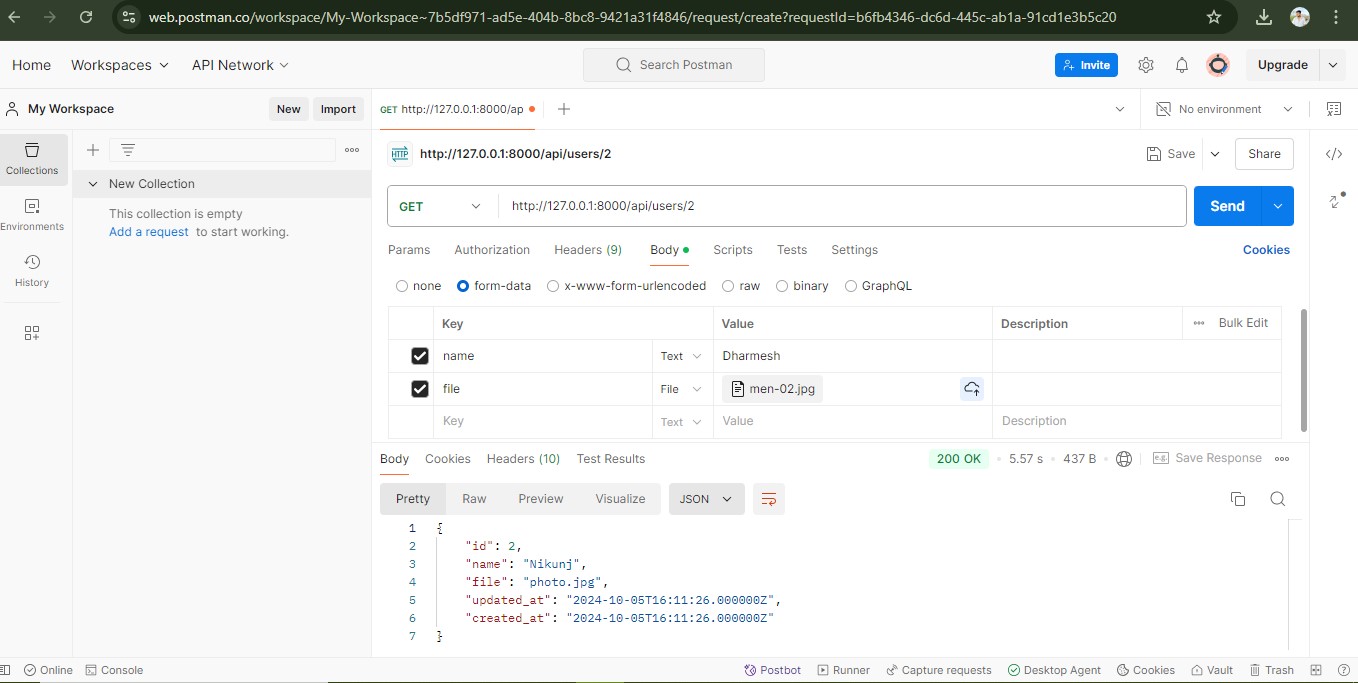 web.postman.co/workspace/My-Workspace~7b5df971-ad5e-404b-8bc8-9421a31f4846/request/create?requestId=b6fb4346-dc6d-445c-ab1a-91cd1e3b5c20
Home Workspaces API Network Search Postman Invite Upgrade
My Workspace New Import GET http://127.0.0.1:8000/ap No environment
Collections
Environments
History
New Collection
This collection is empty
Add a request to start working.
HTTP http://127.0.0.1:8000/api/users/2 Save Share
GET http://127.0.0.1:8000/api/users/2 Send
Params Authorization Headers (9) Body Scripts Tests Settings Cookies
none form-data x-www-form-urlencoded raw binary GraphQL
Key Value Description Bulk Edit
name Text Dharmesh
file File men-02.jpg
Key Text Value Description
Body Cookies Headers (10) Test Results 200 OK 5.57 s 437 B e.g. Save Response
Pretty Raw Preview Visualize JSON
1 {
2 "id": 2,
3 "name": "Nikunj",
4 "file": "photo.jpg",
5 "updated_at": "2024-10-05T16:11:26.000000Z",
6 "created_at": "2024-10-05T16:11:26.000000Z"
7 }
Online Console Postbot Runner Capture requests Desktop Agent Cookies Vault Trash